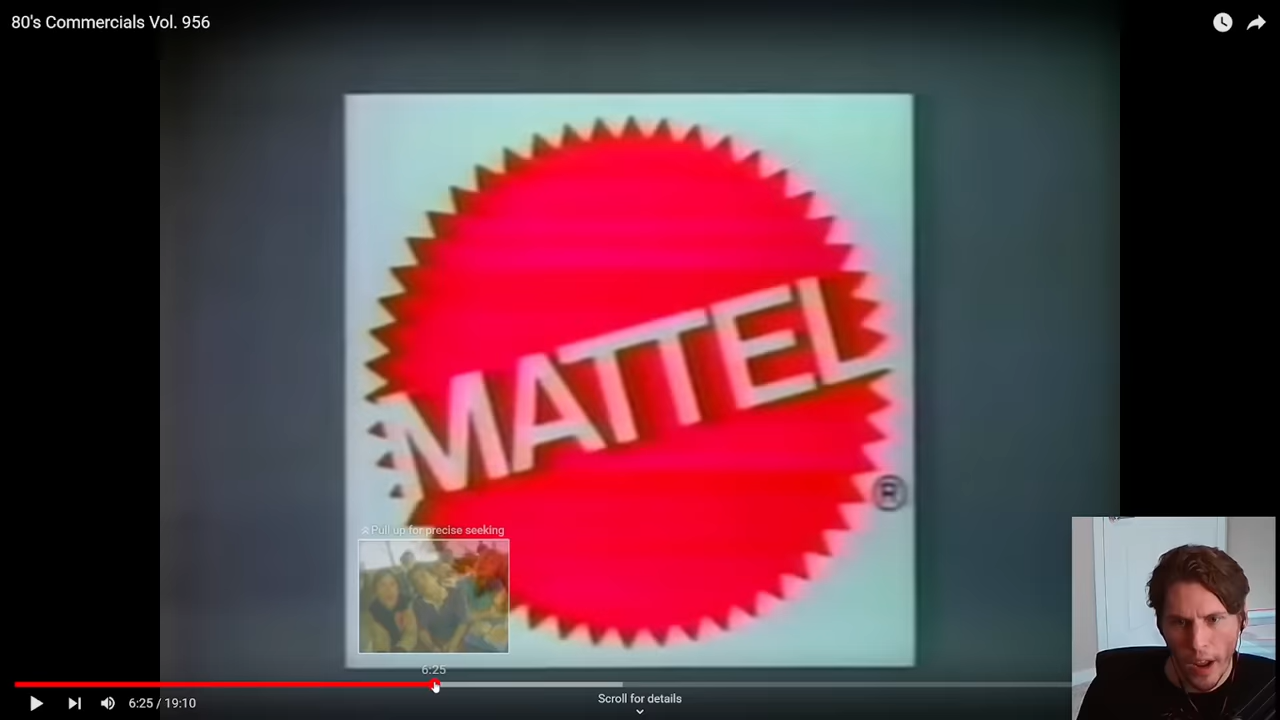 80's Commercials Vol. 956
MATTEL
®
Pull up for precise seeking
6:25
6:25 / 19:10
Scroll for details